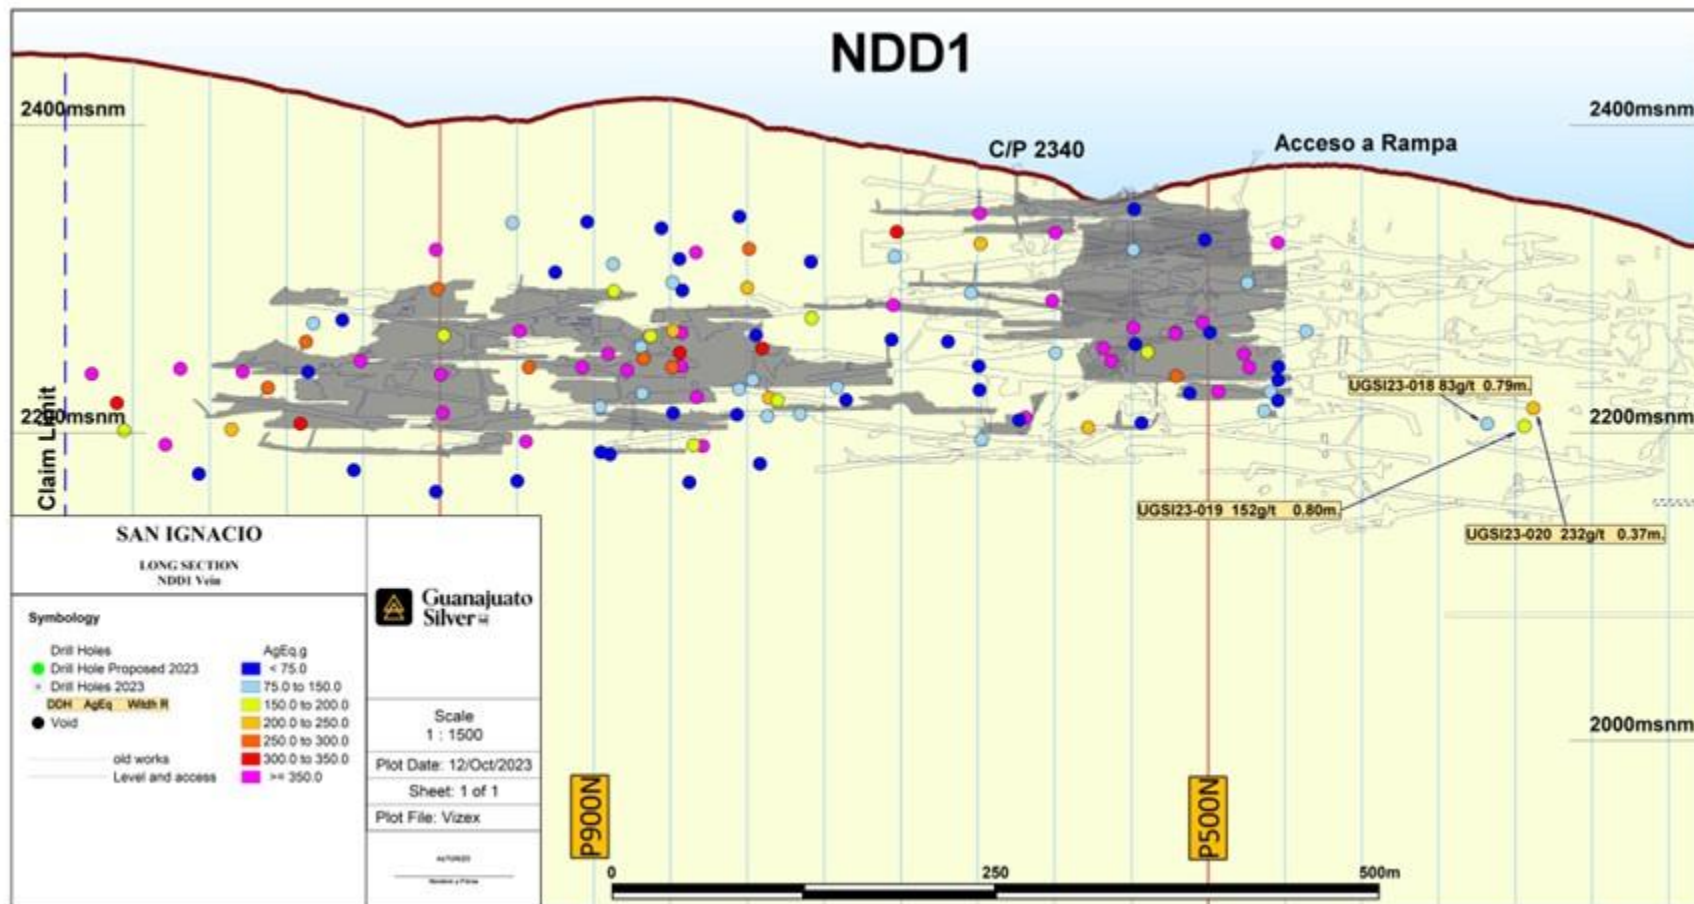 NDD1
2400msnm
2400msnm
C/P 2340
Acceso a Rampa
2200msnm
2200msnm
Claim Limit
UGSI23-018 83g/t 0.79m.
UGSI23-019 152g/t 0.80m.
UGSI23-020 232g/t 0.37m.
2000msnm
SAN IGNACIO
LONG SECTION
NDD1 Vein
Symbology
Drill Holes
Drill Hole Proposed 2023
Drill Holes 2023
DDH AgEq Wildh R
Void
old works
Level and access
AgEq.g
< 75.0
75.0 to 150.0
150.0 to 200.0
200.0 to 250.0
250.0 to 300.0
300.0 to 350.0
>= 350.0
Guanajuato
Silver
Scale
1 : 1500
Plot Date: 12/Oct/2023
Sheet: 1 of 1
Plot File: Vizex
P900N
P500N
0 250 500m